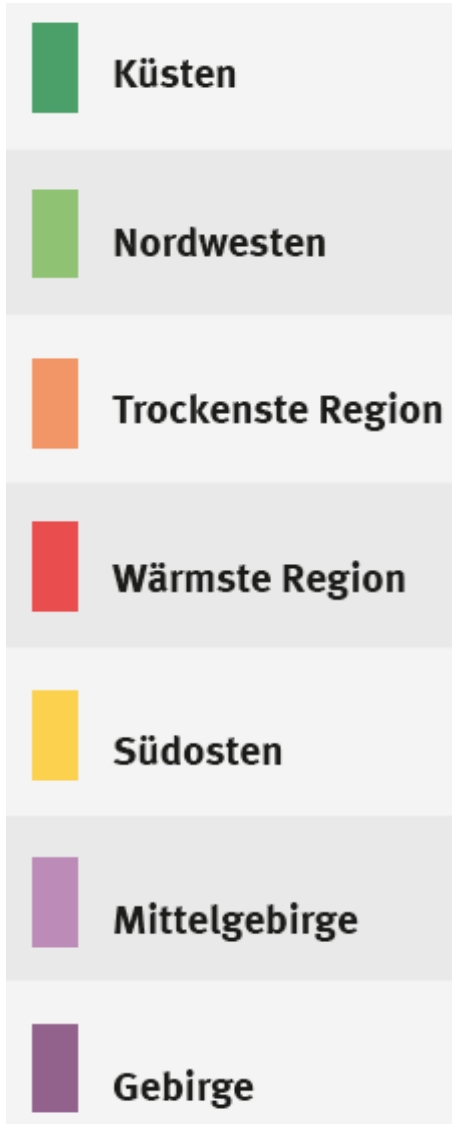 Küsten
Nordwesten
Trockenste Region
Wärmste Region
Südosten
Mittelgebirge
Gebirge